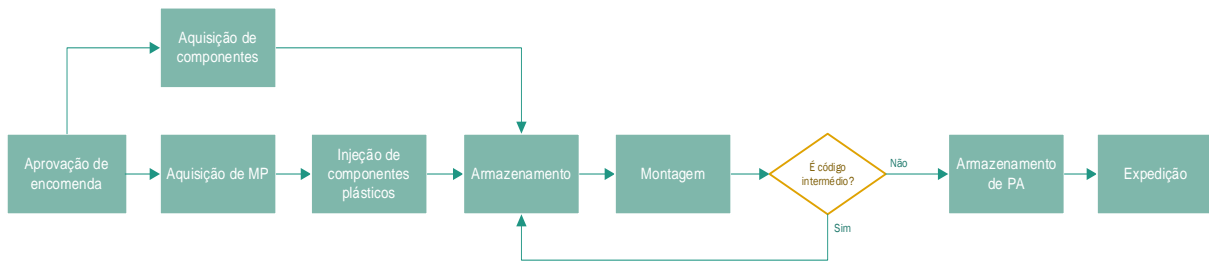 Aquisição de
componentes
Aprovação de
encomenda
Aquisição de MP
Injeção de
componentes
plásticos
Armazenamento
Montagem
É código
intermédio?
Não
Sim
Armazenamento
de PA
Expedição